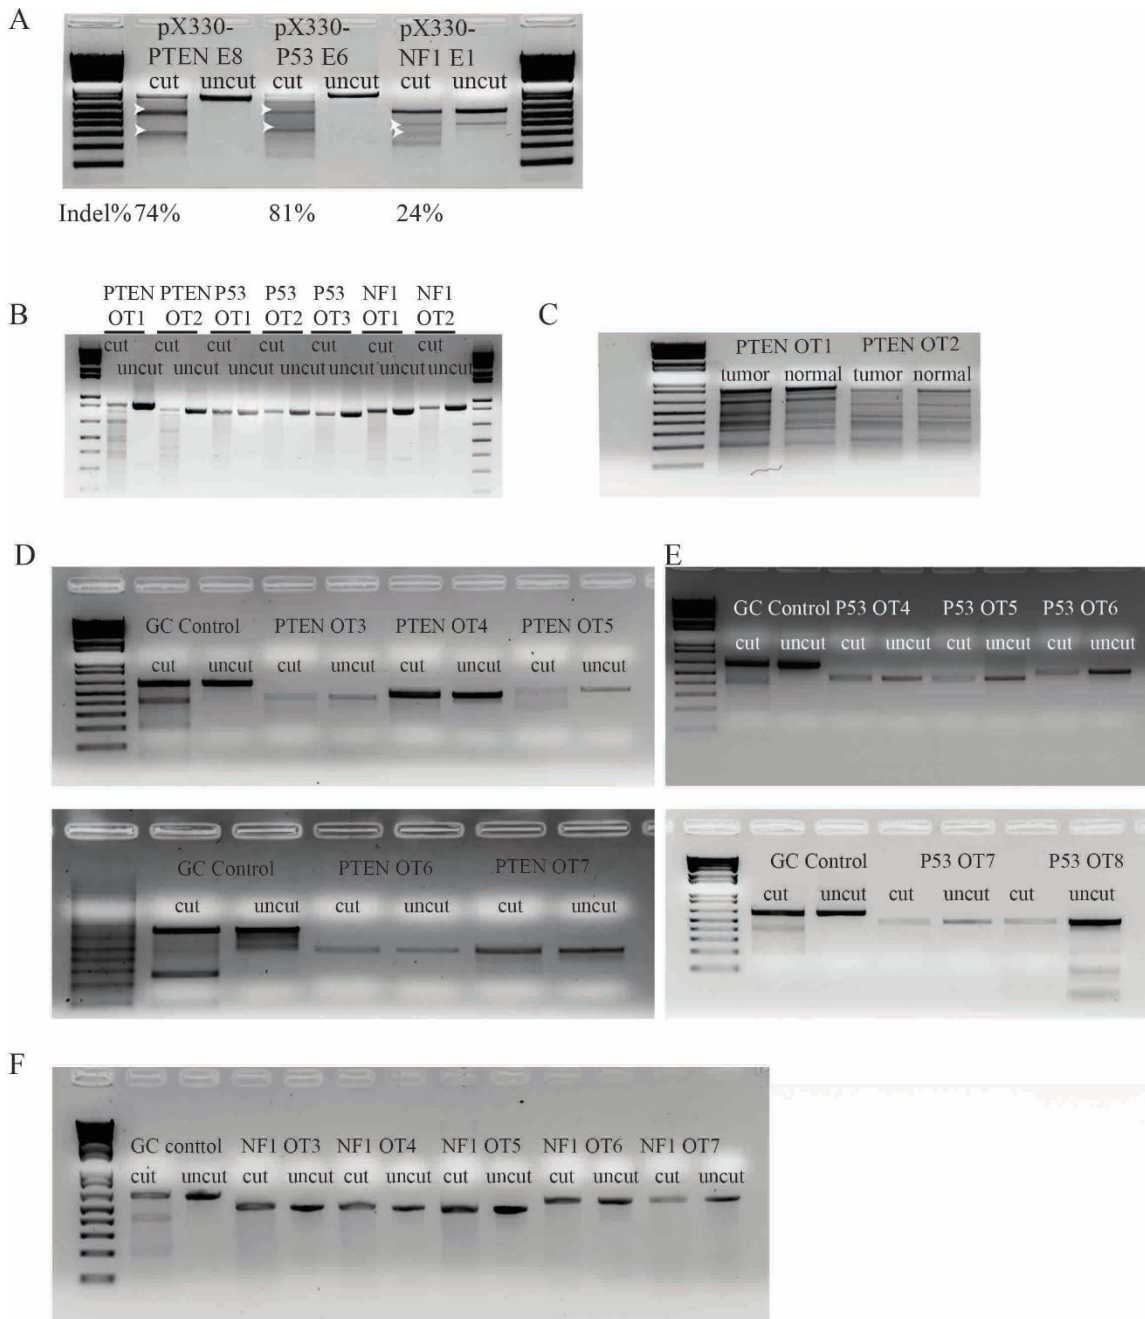 A
pX330- pX330- pX330-
PTEN E8 P53 E6 NF1 E1
cut uncut cut uncut cut uncut
Indel% 74% 81% 24%
B
PTEN PTEN P53 P53 P53 NF1 NF1
OT1 OT2 OT1 OT2 OT3 OT1 OT2
cut cut cut cut cut cut cut
uncut uncut uncut uncut uncut uncut uncut
C
PTEN OT1 PTEN OT2
tumor normal tumor normal
D
GC Control PTEN OT3 PTEN OT4 PTEN OT5
cut uncut cut uncut cut uncut cut uncut
GC Control PTEN OT6 PTEN OT7
cut uncut cut uncut cut uncut
E
GC Control P53 OT4 P53 OT5 P53 OT6
cut uncut cut uncut cut uncut cut uncut
GC Control P53 OT7 P53 OT8
cut uncut cut uncut cut uncut
F
GC conttol NF1 OT3 NF1 OT4 NF1 OT5 NF1 OT6 NF1 OT7
cut uncut cut uncut cut uncut cut uncut cut uncut cut uncut